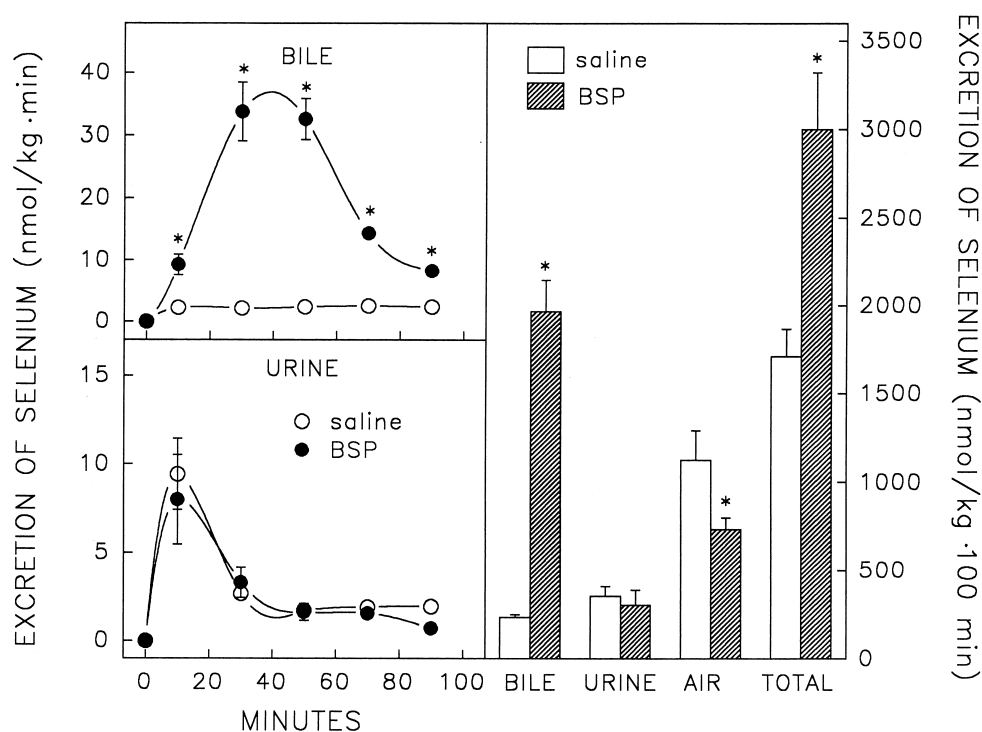 EXCRETION OF SELENIUM (nmol/kg·min)
BILE
40
30
20
10
0
* * * * *
URINE
saline
BSP
15
10
5
0
0 20 40 60 80 100
MINUTES
saline
BSP
* * *
BILE URINE AIR TOTAL
3500
3000
2500
2000
1500
1000
500
0
EXCRETION OF SELENIUM (nmol/kg·100 min)